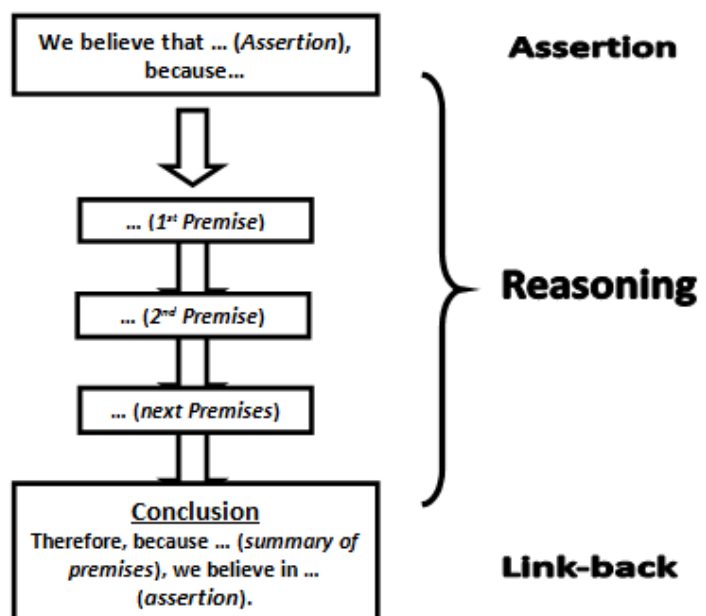 We believe that … (Assertion),
because…
Assertion
… (1st Premise)
… (2nd Premise)
Reasoning
… (next Premises)
Conclusion
Therefore, because … (summary of
premises), we believe in …
(assertion).
Link-back